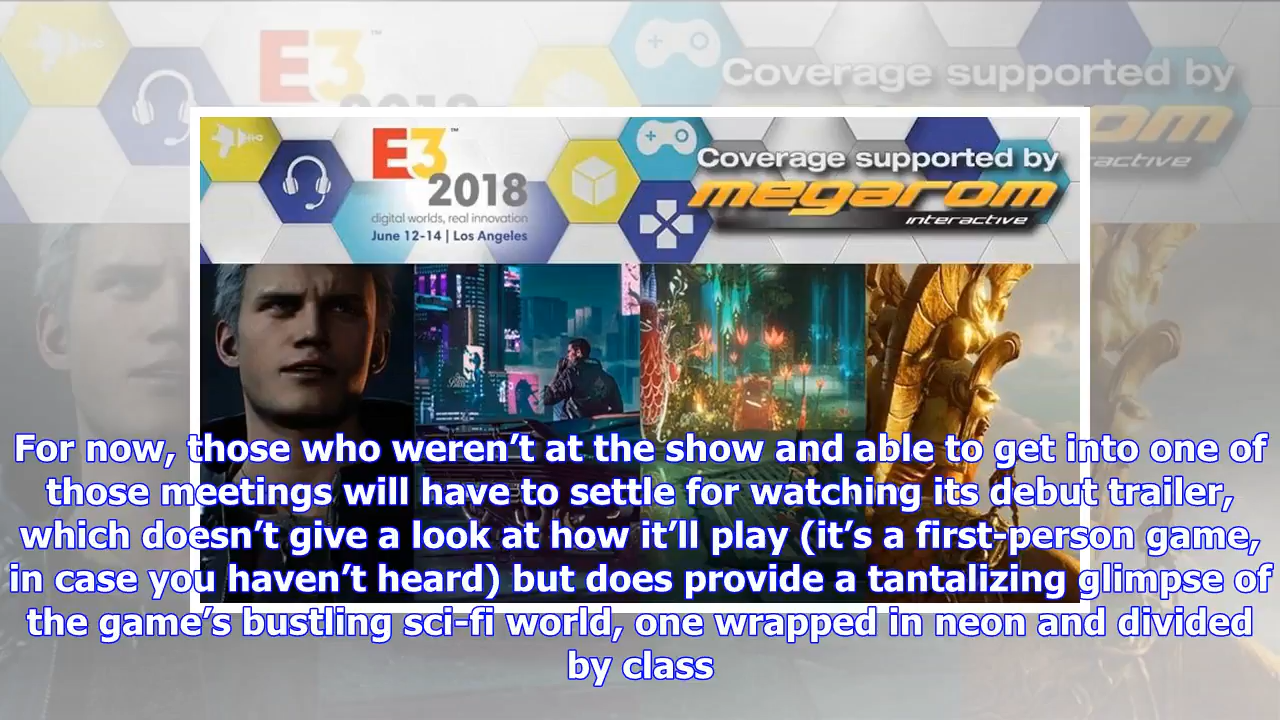 Coverage supported by
E3™
2018
digital worlds, real innovation
June 12-14 | Los Angeles
Coverage supported by
megarom
interactive
For now, those who weren’t at the show and able to get into one of
those meetings will have to settle for watching its debut trailer,
which doesn’t give a look at how it’ll play (it’s a first-person game,
in case you haven’t heard) but does provide a tantalizing glimpse of
the game’s bustling sci-fi world, one wrapped in neon and divided
by class